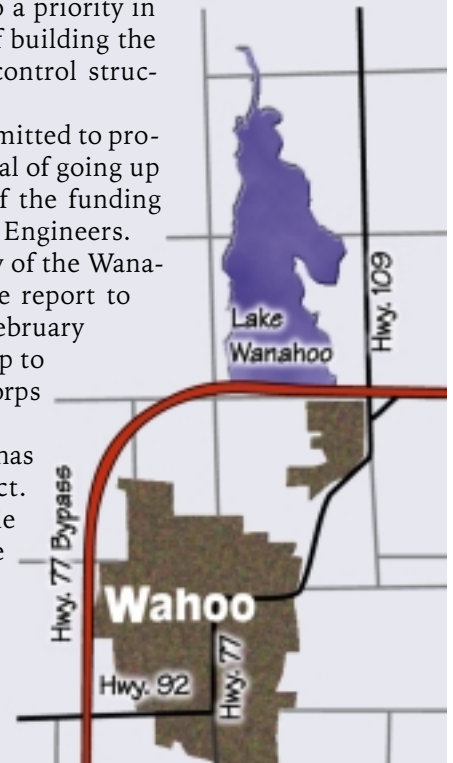 o a priority in
f building the
control struc-
mitted to pro-
al of going up
f the funding
Engineers.
y of the Wana-
e report to
ebruary
p to
orps
has
ct.
e
e
Lake
Wanahoo
Hwy. 109
Hwy. 77 Bypass
Wahoo
Hwy. 92
Hwy. 77